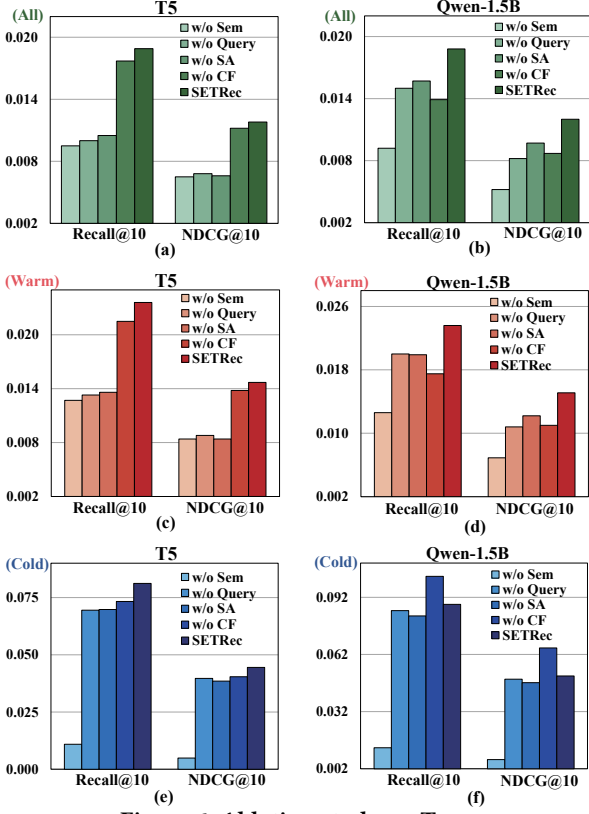 (All) T5
0.020
0.014
0.008
0.002
w/o Sem
w/o Query
w/o SA
w/o CF
SETRec
Recall@10 NDCG@10
(a)
Qwen-1.5B
0.020
0.014
0.008
0.002
w/o Sem
w/o Query
w/o SA
w/o CF
SETRec
Recall@10 NDCG@10
(b)
(Warm) T5
0.020
0.014
0.008
0.002
w/o Sem
w/o Query
w/o SA
w/o CF
SETRec
Recall@10 NDCG@10
(c)
(Warm) Qwen-1.5B
0.026
0.018
0.010
0.002
w/o Sem
w/o Query
w/o SA
w/o CF
SETRec
Recall@10 NDCG@10
(d)
(Cold) T5
0.075
0.050
0.025
0.000
w/o Sem
w/o Query
w/o SA
w/o CF
SETRec
Recall@10 NDCG@10
(e)
(Cold) Qwen-1.5B
0.092
0.062
0.032
0.002
w/o Sem
w/o Query
w/o SA
w/o CF
SETRec
Recall@10 NDCG@10
(f)